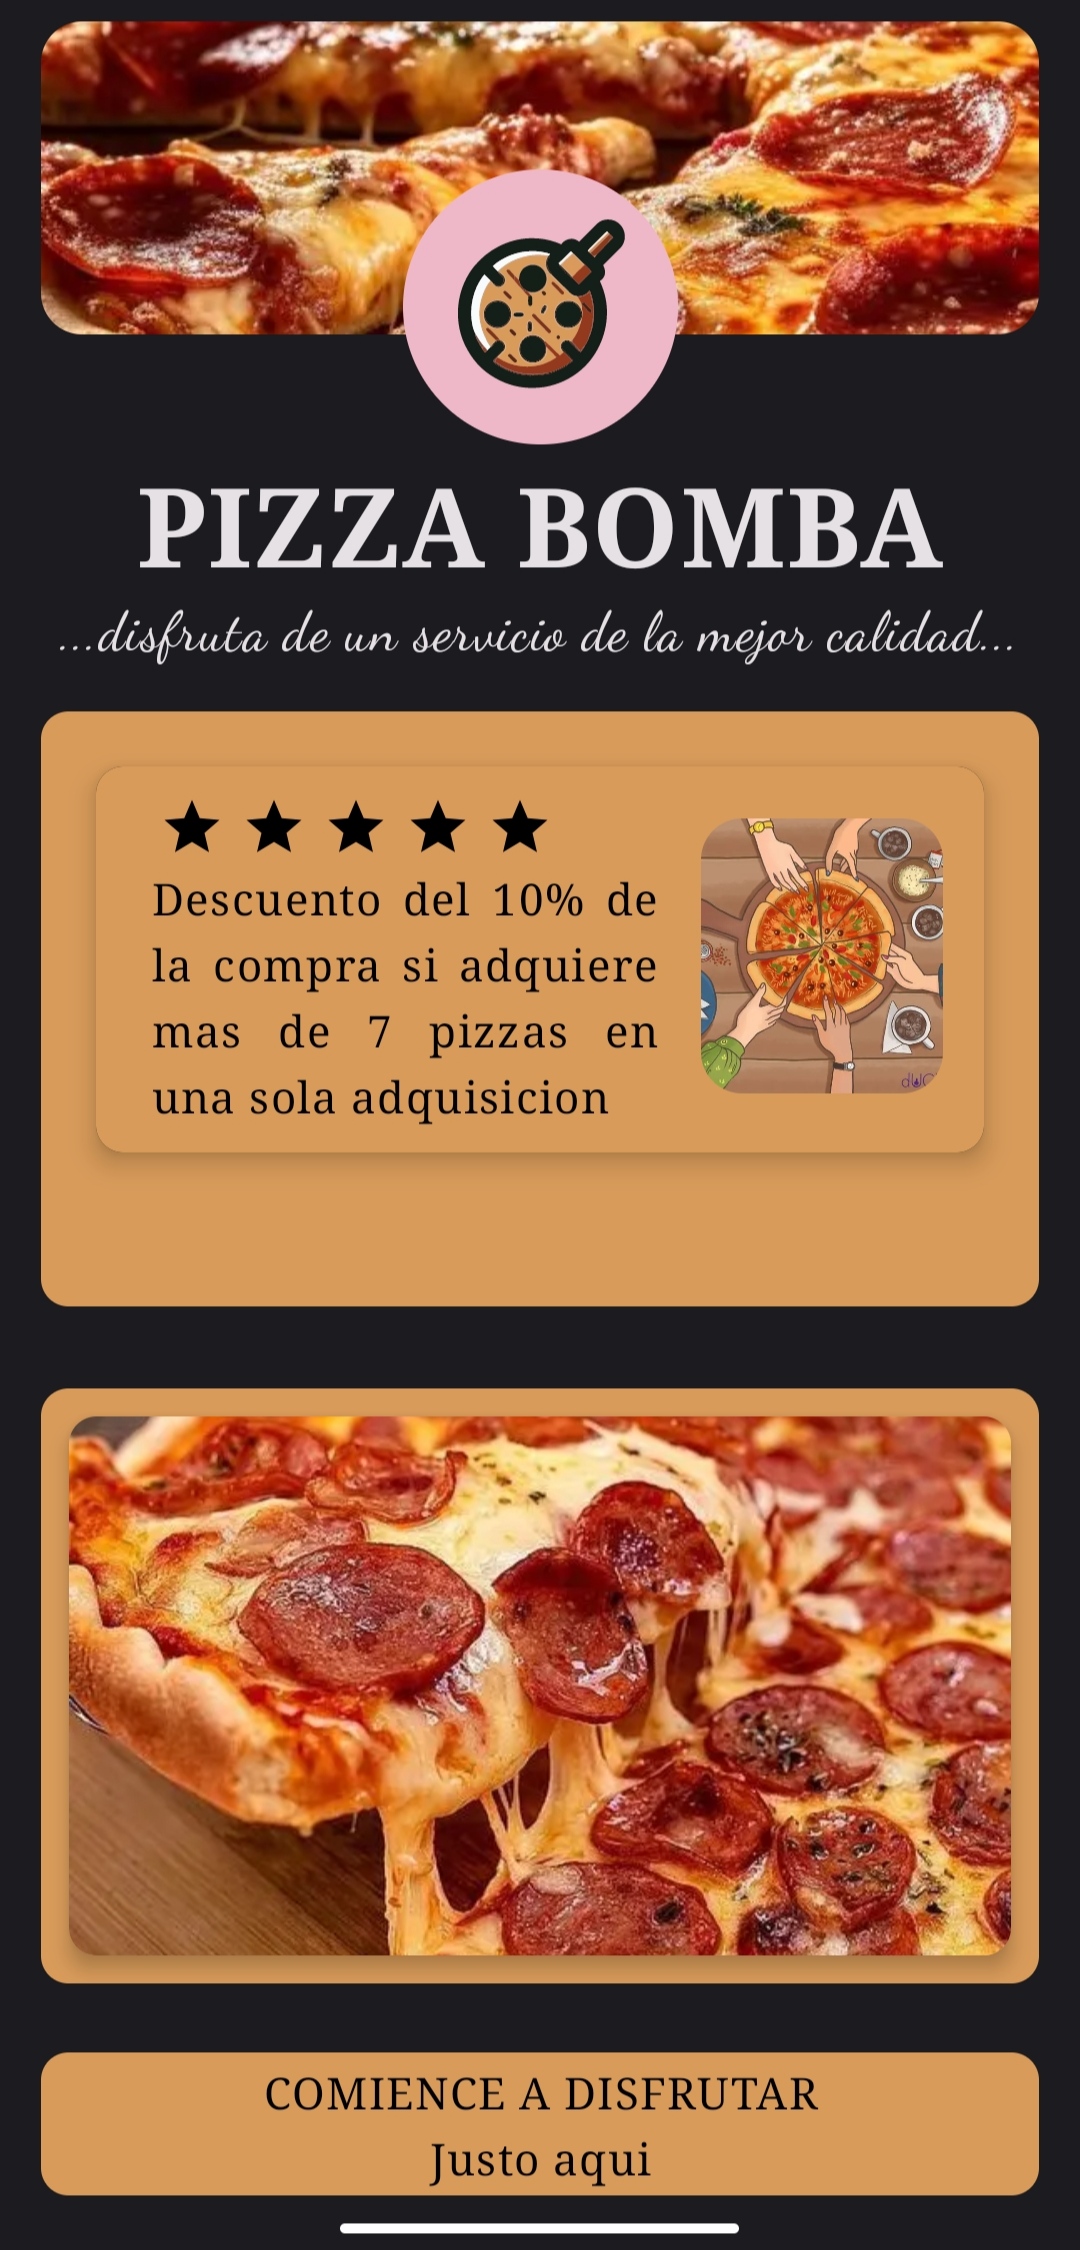 PIZZA BOMBA
...disfruta de un servicio de la mejor calidad...
Descuento del 10% de
la compra si adquiere
mas de 7 pizzas en
una sola adquisicion
COMIENCE A DISFRUTAR
Justo aqui